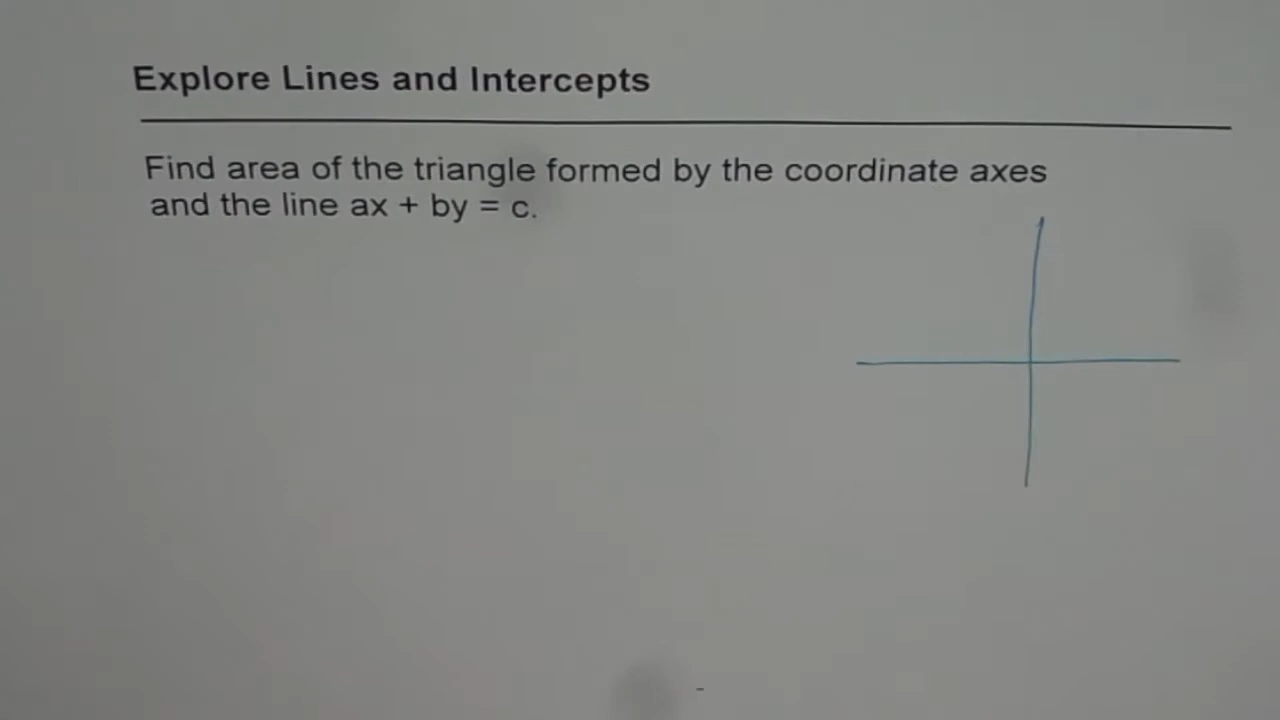 Explore Lines and Intercepts
Find area of the triangle formed by the coordinate axes
and the line ax + by = c.